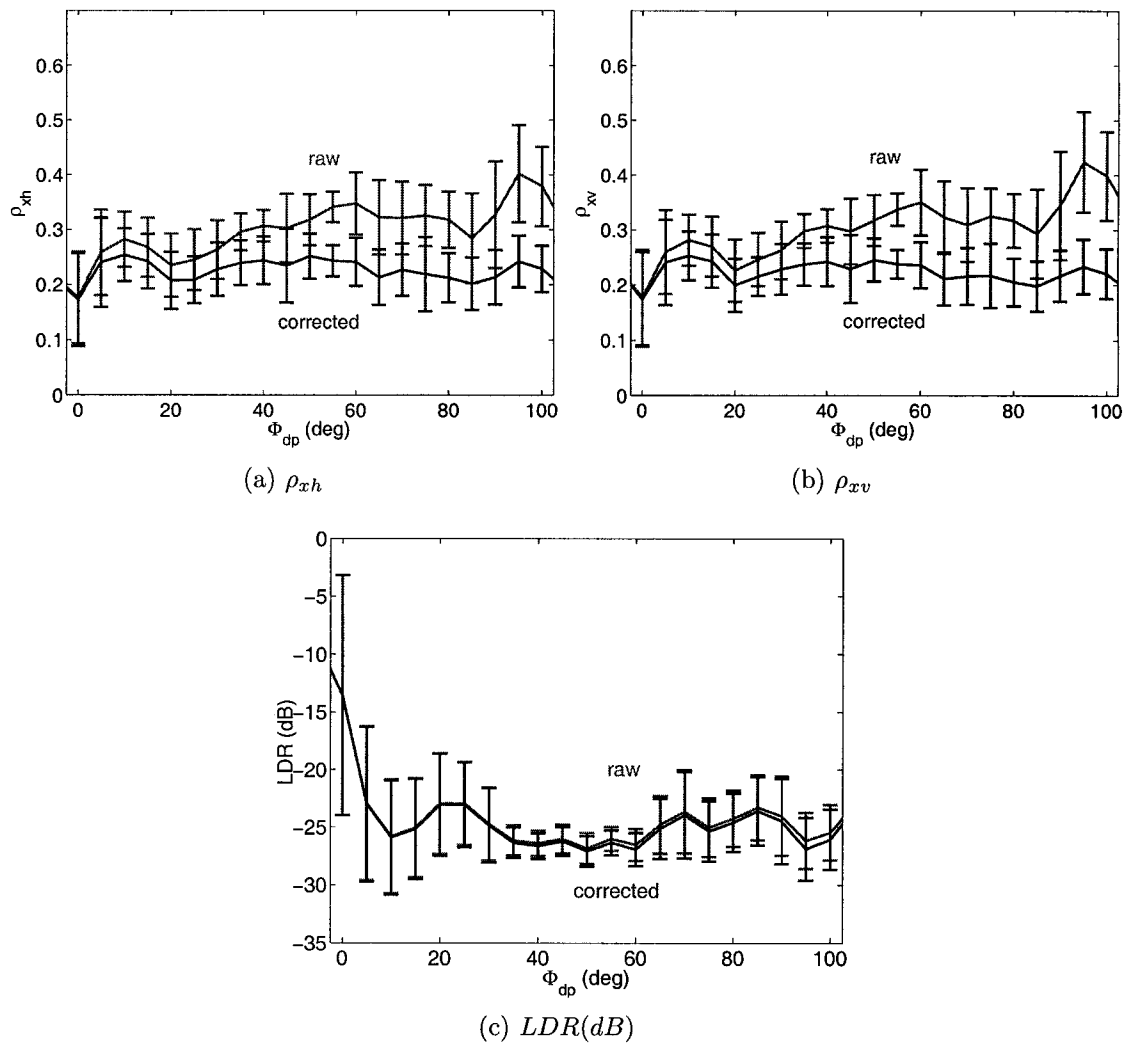 0.6
0.5
0.4
0.3
0.2
0.1
0
ρxh
raw
corrected
0 20 40 60 80 100
Φdp (deg)
(a) ρxh
0.6
0.5
0.4
0.3
0.2
0.1
0
ρxv
raw
corrected
0 20 40 60 80 100
Φdp (deg)
(b) ρxv
0
−5
−10
−15
−20
−25
−30
−35
LDR (dB)
raw
corrected
0 20 40 60 80 100
Φdp (deg)
(c) LDR(dB)